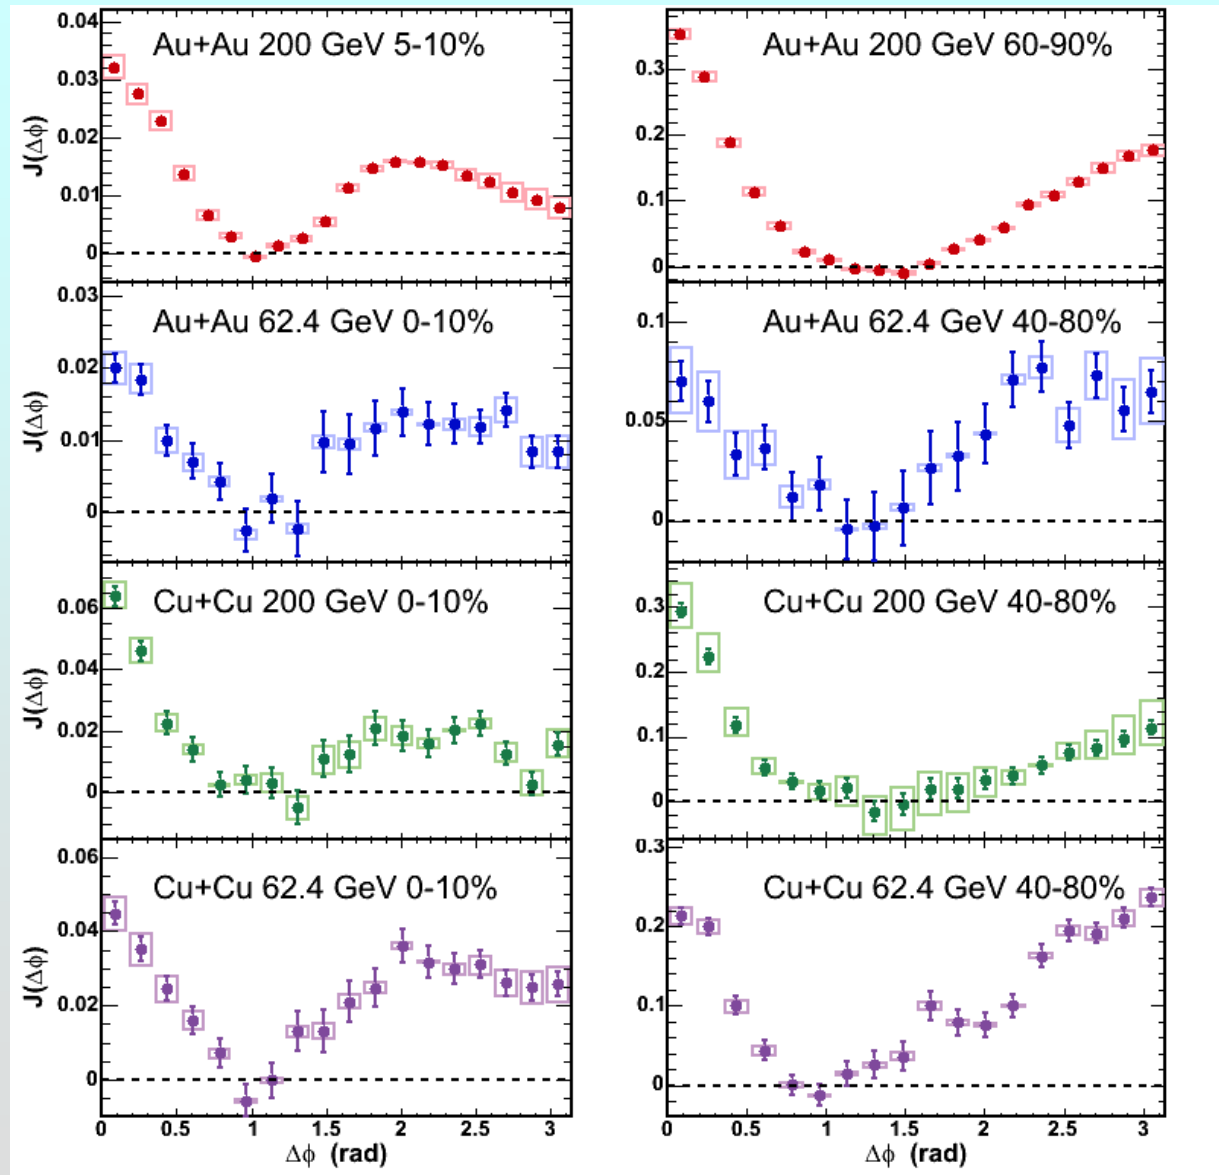 Au+Au 200 GeV 5-10%
0.04
0.03
0.02
0.01
0
J(Δϕ)
Au+Au 200 GeV 60-90%
0.3
0.2
0.1
0
Au+Au 62.4 GeV 0-10%
0.03
0.02
0.01
0
J(Δϕ)
Au+Au 62.4 GeV 40-80%
0.1
0.05
0
Cu+Cu 200 GeV 0-10%
0.06
0.04
0.02
0
J(Δϕ)
Cu+Cu 200 GeV 40-80%
0.3
0.2
0.1
0
Cu+Cu 62.4 GeV 0-10%
0.06
0.04
0.02
0
J(Δϕ)
Cu+Cu 62.4 GeV 40-80%
0.3
0.2
0.1
0
0 0.5 1 1.5 2 2.5 3
Δϕ (rad)
0 0.5 1 1.5 2 2.5 3
Δϕ (rad)